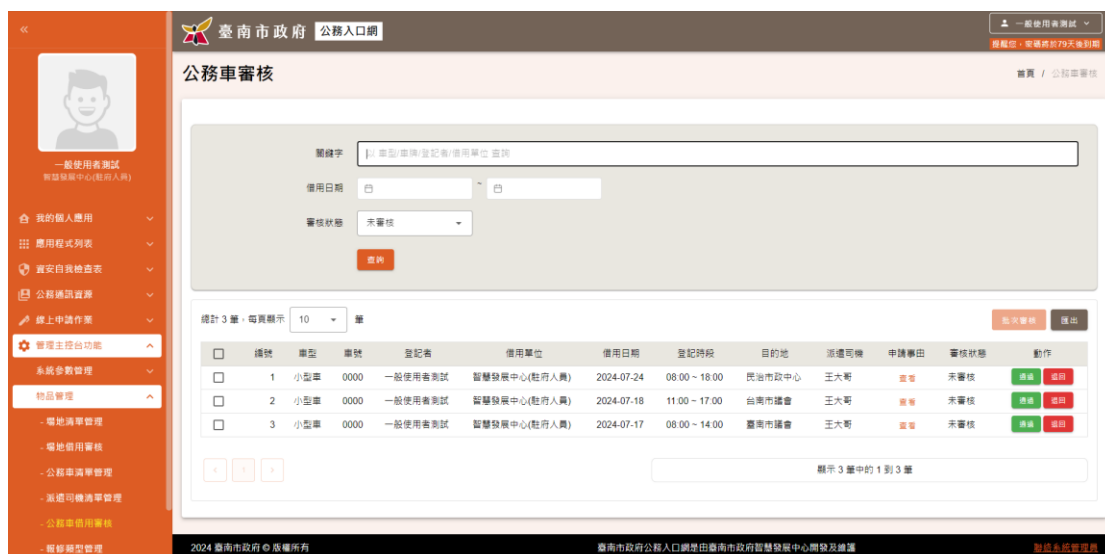 臺南市政府 公務入口網
一般使用者測試
提醒您，密碼將於79天後到期
一般使用者測試
智慧發展中心(駐府人員)
我的個人應用
應用程式列表
資安自我檢查表
公務通訊資源
線上申請作業
管理主控台功能
系統參數管理
物品管理
- 場地清單管理
- 場地借用審核
- 公務車清單管理
- 派遣司機清單管理
- 公務車借用審核
- 報修類型管理
公務車審核
首頁 / 公務車審核
關鍵字 以 車型/車牌/登記者/借用單位 查詢
借用日期 ~
審核狀態 未審核
查詢
總計 3 筆，每頁顯示 10 筆
批次審核 匯出
編號 車型 車號 登記者 借用單位 借用日期 登記時段 目的地 派遣司機 申請事由 審核狀態 動作
1 小型車 0000 一般使用者測試 智慧發展中心(駐府人員) 2024-07-24 08:00 ~ 18:00 民治市政中心 王大哥 查看 未審核 通過 退回
2 小型車 0000 一般使用者測試 智慧發展中心(駐府人員) 2024-07-18 11:00 ~ 17:00 台南市議會 王大哥 查看 未審核 通過 退回
3 小型車 0000 一般使用者測試 智慧發展中心(駐府人員) 2024-07-17 08:00 ~ 14:00 臺南市議會 王大哥 查看 未審核 通過 退回
« 1 »
顯示 3 筆中的 1 到 3 筆
2024 臺南市政府 © 版權所有
臺南市政府公務入口網是由臺南市政府智慧發展中心開發及維護
聯絡系統管理員